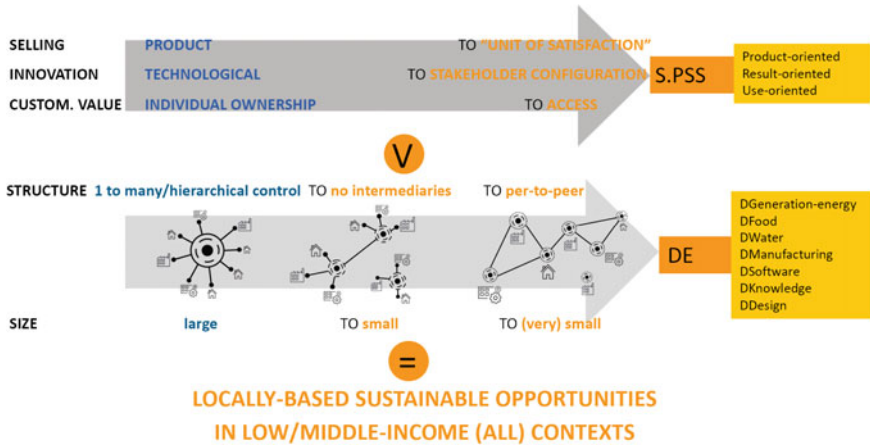 SELLING PRODUCT TO "UNIT OF SATISFACTION"
INNOVATION TECHNOLOGICAL TO STAKEHOLDER CONFIGURATION
CUSTOM. VALUE INDIVIDUAL OWNERSHIP TO ACCESS
S.PSS
Product-oriented
Result-oriented
Use-oriented
V
STRUCTURE 1 to many/hierarchical control TO no intermediaries TO per-to-peer
DE
DGeneration-energy
DFood
DWater
DManufacturing
DSoftware
DKnowledge
DDesign
SIZE large TO small TO (very) small
=
LOCALLY-BASED SUSTAINABLE OPPORTUNITIES
IN LOW/MIDDLE-INCOME (ALL) CONTEXTS